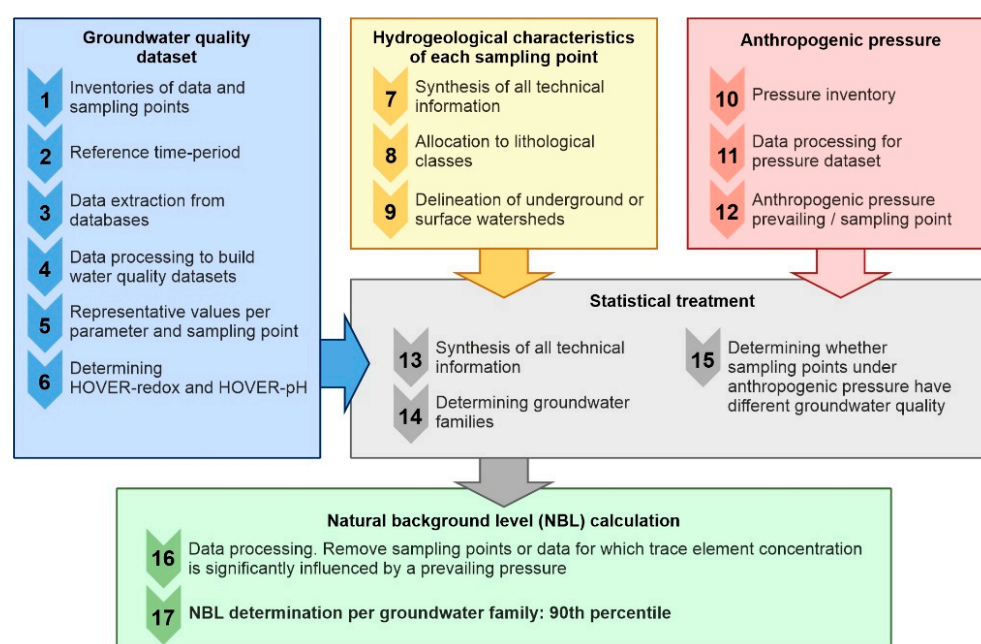 Groundwater quality
dataset
1
Inventories of data and
sampling points
2
Reference time-period
3
Data extraction from
databases
4
Data processing to build
water quality datasets
5
Representative values per
parameter and sampling point
6
Determining
HOVER-redox and HOVER-pH
Hydrogeological characteristics
of each sampling point
7
Synthesis of all technical
information
8
Allocation to lithological
classes
9
Delineation of underground or
surface watersheds
Anthropogenic pressure
10
Pressure inventory
11
Data processing for
pressure dataset
12
Anthropogenic pressure
prevailing / sampling point
Statistical treatment
13
Synthesis of all technical
information
14
Determining groundwater
families
15
Determining whether
sampling points under
anthropogenic pressure have
different groundwater quality
Natural background level (NBL) calculation
16
Data processing. Remove sampling points or data for which trace element concentration
is significantly influenced by a prevailing pressure
17
NBL determination per groundwater family: 90th percentile